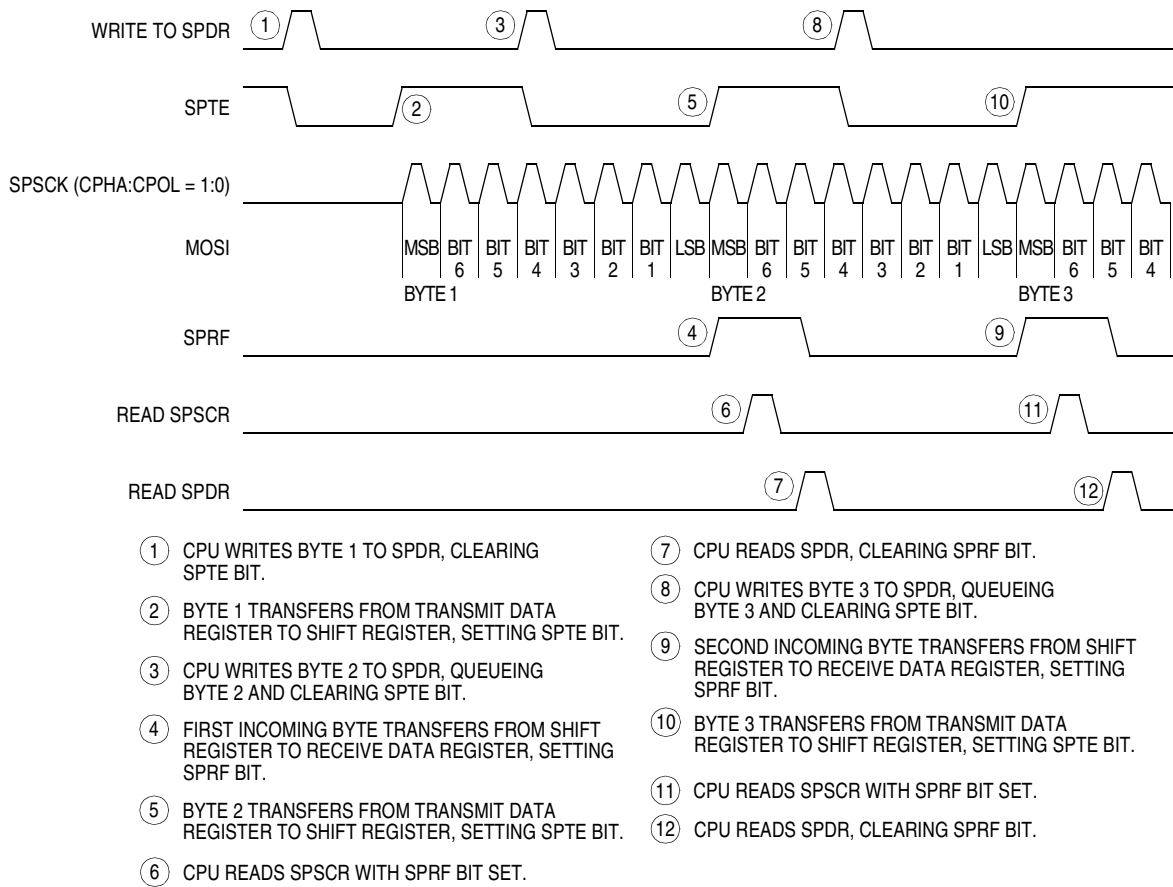 WRITE TO SPDR
1
3
8
SPTE
2
5
10
SPSCK (CPHA:CPOL = 1:0)
MOSI
MSB BIT 6 BIT 5 BIT 4 BIT 3 BIT 2 BIT 1 LSB MSB BIT 6 BIT 5 BIT 4 BIT 3 BIT 2 BIT 1 LSB MSB BIT 6 BIT 5 BIT 4
BYTE 1
BYTE 2
BYTE 3
SPRF
4
9
READ SPSCR
6
11
READ SPDR
7
12
1 CPU WRITES BYTE 1 TO SPDR, CLEARING
SPTE BIT.
2 BYTE 1 TRANSFERS FROM TRANSMIT DATA
REGISTER TO SHIFT REGISTER, SETTING SPTE BIT.
3 CPU WRITES BYTE 2 TO SPDR, QUEUEING
BYTE 2 AND CLEARING SPTE BIT.
4 FIRST INCOMING BYTE TRANSFERS FROM SHIFT
REGISTER TO RECEIVE DATA REGISTER, SETTING
SPRF BIT.
5 BYTE 2 TRANSFERS FROM TRANSMIT DATA
REGISTER TO SHIFT REGISTER, SETTING SPTE BIT.
6 CPU READS SPSCR WITH SPRF BIT SET.
7 CPU READS SPDR, CLEARING SPRF BIT.
8 CPU WRITES BYTE 3 TO SPDR, QUEUEING
BYTE 3 AND CLEARING SPTE BIT.
9 SECOND INCOMING BYTE TRANSFERS FROM SHIFT
REGISTER TO RECEIVE DATA REGISTER, SETTING
SPRF BIT.
10 BYTE 3 TRANSFERS FROM TRANSMIT DATA
REGISTER TO SHIFT REGISTER, SETTING SPTE BIT.
11 CPU READS SPSCR WITH SPRF BIT SET.
12 CPU READS SPDR, CLEARING SPRF BIT.